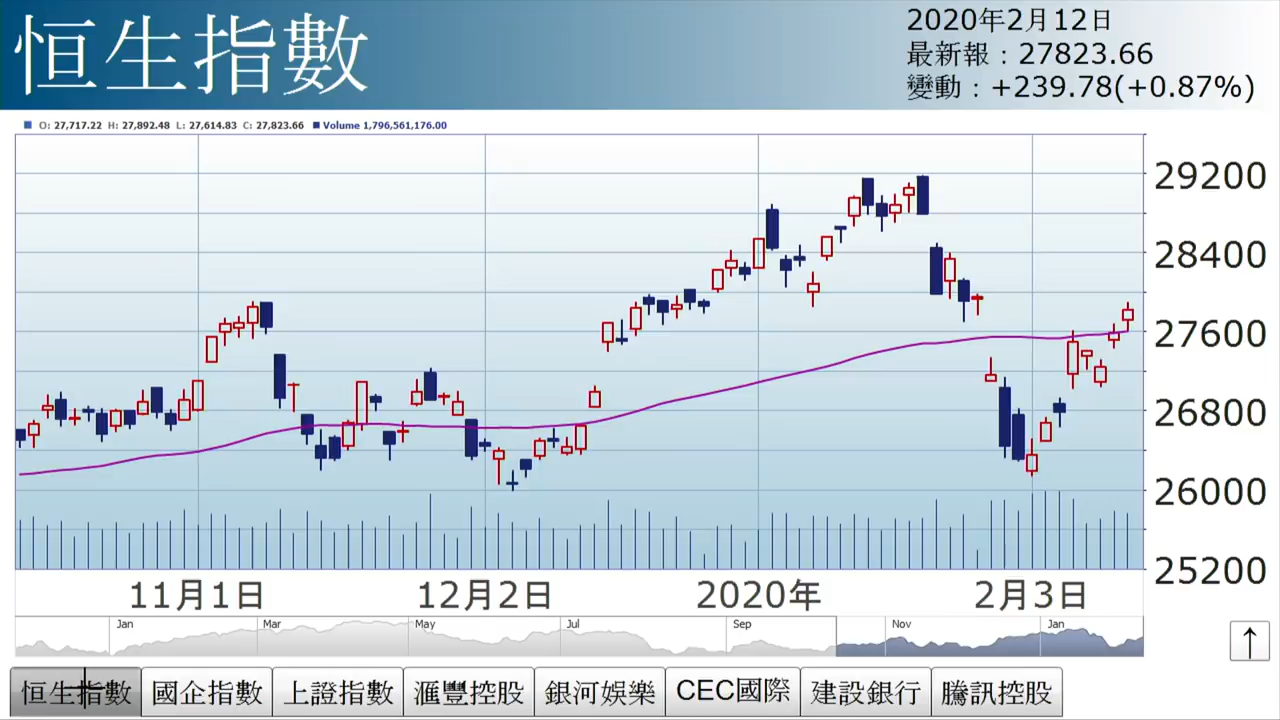 恒生指數
2020年2月12日
最新報：27823.66
變動：+239.78(+0.87%)
O: 27,717.22 H: 27,892.48 L: 27,614.83 C: 27,823.66 Volume 1,796,561,176.00
29200
28400
27600
26800
26000
25200
11月1日 12月2日 2020年 2月3日
Jan Mar May Jul Sep Nov Jan
↑
恒生指數 國企指數 上證指數 滙豐控股 銀河娛樂 CEC國際 建設銀行 騰訊控股